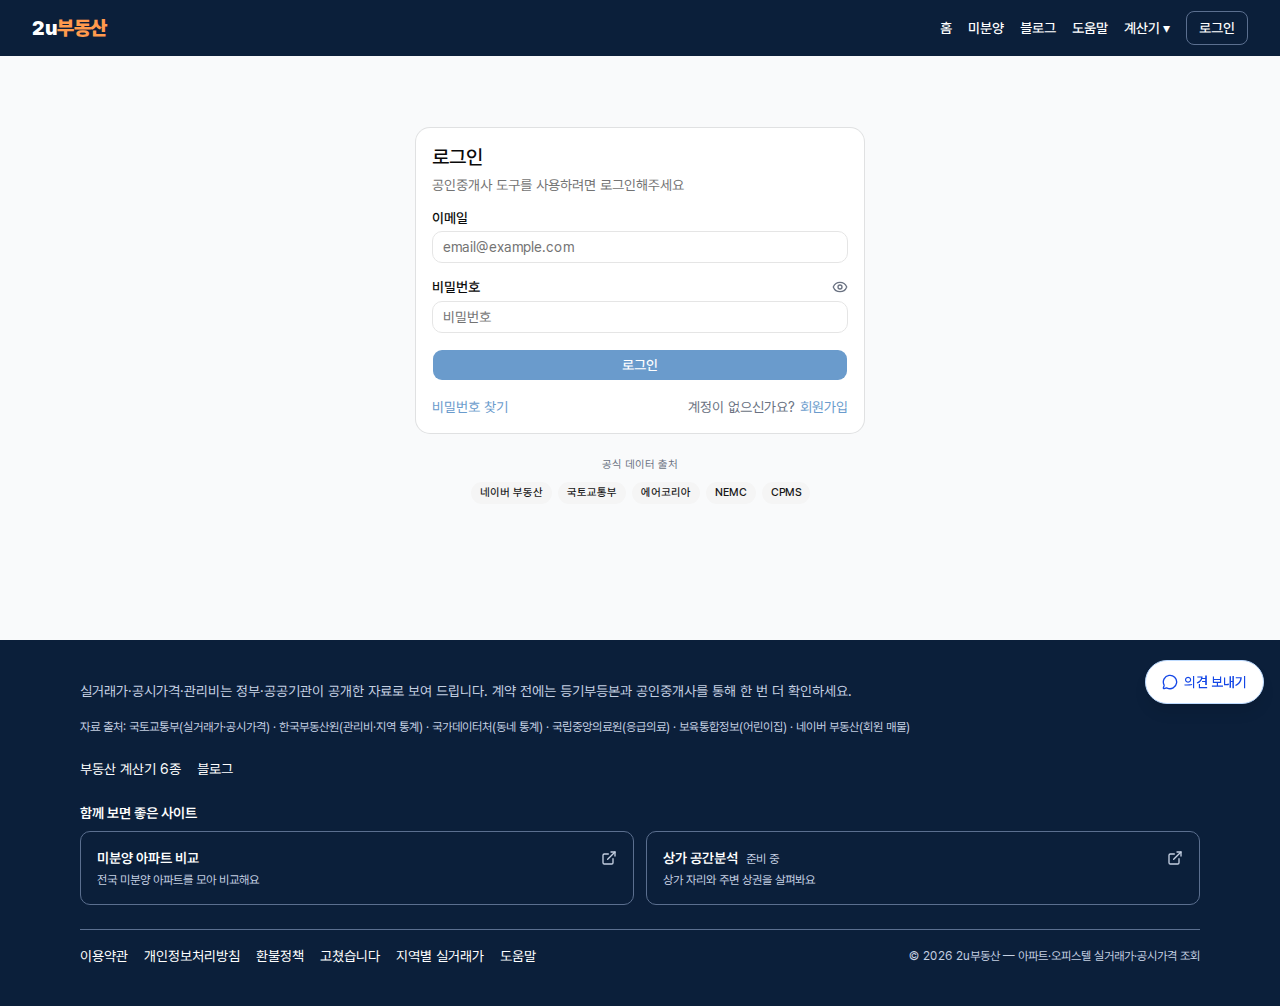 2u부동산
홈 미분양 블로그 도움말 계산기 ▾ 로그인
로그인
공인중개사 도구를 사용하려면 로그인해주세요
이메일
email@example.com
비밀번호
비밀번호
로그인
비밀번호 찾기 계정이 없으신가요? 회원가입
공식 데이터 출처
네이버 부동산 국토교통부 에어코리아 NEMC CPMS
의견 보내기
실거래가·공시가격·관리비는 정부·공공기관이 공개한 자료로 보여 드립니다. 계약 전에는 등기부등본과 공인중개사를 통해 한 번 더 확인하세요.
자료 출처: 국토교통부(실거래가·공시가격) · 한국부동산원(관리비·지역 통계) · 국가데이터처(동네 통계) · 국립중앙의료원(응급의료) · 보육통합정보(어린이집) · 네이버 부동산(회원 매물)
부동산 계산기 6종 블로그
함께 보면 좋은 사이트
미분양 아파트 비교
전국 미분양 아파트를 모아 비교해요
상가 공간분석 준비 중
상가 자리와 주변 상권을 살펴봐요
이용약관 개인정보처리방침 환불정책 고쳤습니다 지역별 실거래가 도움말
© 2026 2u부동산 — 아파트·오피스텔 실거래가·공시가격 조회